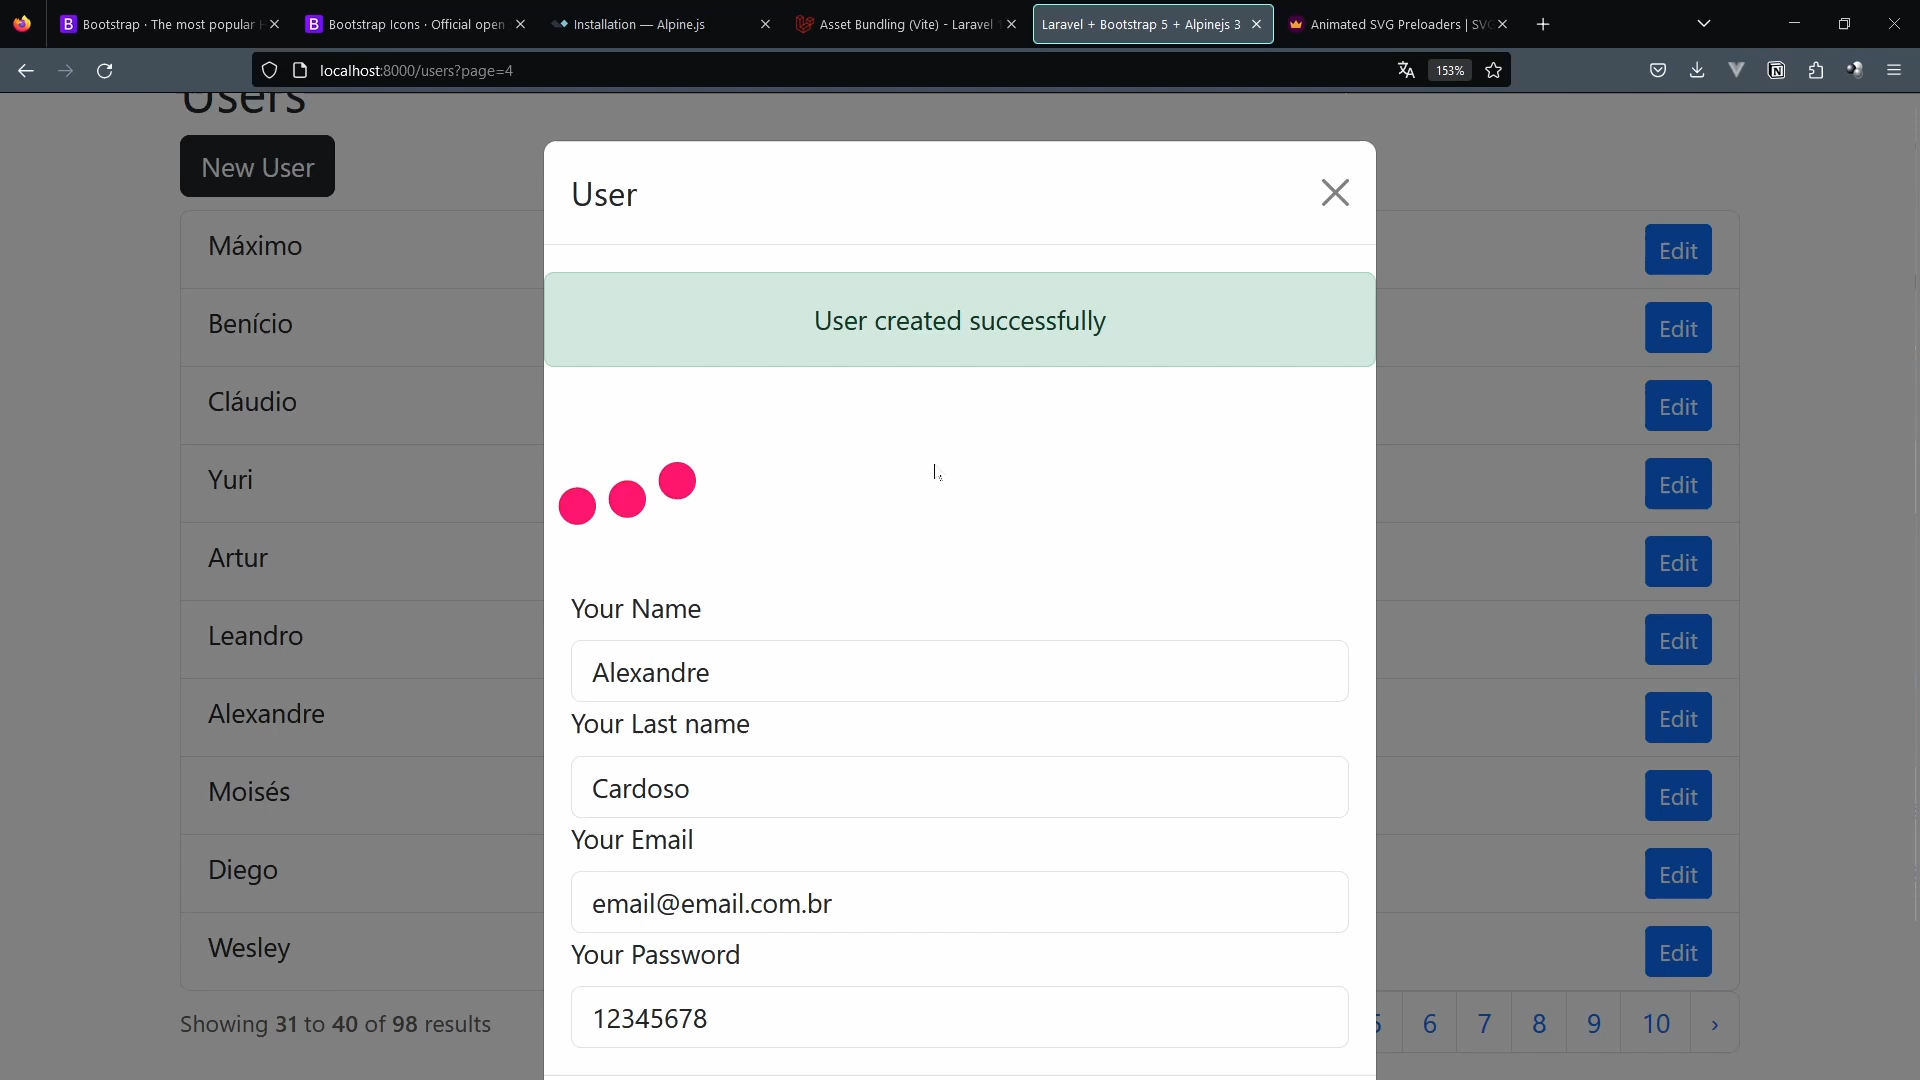 Bootstrap · The most popular
Bootstrap Icons · Official open
Installation — Alpine.js
Asset Bundling (Vite) - Laravel
Laravel + Bootstrap 5 + Alpinejs 3
Animated SVG Preloaders | SVG
localhost:8000/users?page=4
153%
Users
New User
User
User created successfully
Máximo
Edit
Benício
Edit
Cláudio
Edit
Yuri
Edit
Artur
Edit
Leandro
Edit
Alexandre
Edit
Moisés
Edit
Diego
Edit
Wesley
Edit
Your Name
Alexandre
Your Last name
Cardoso
Your Email
email@email.com.br
Your Password
12345678
Showing 31 to 40 of 98 results
5 6 7 8 9 10 ›